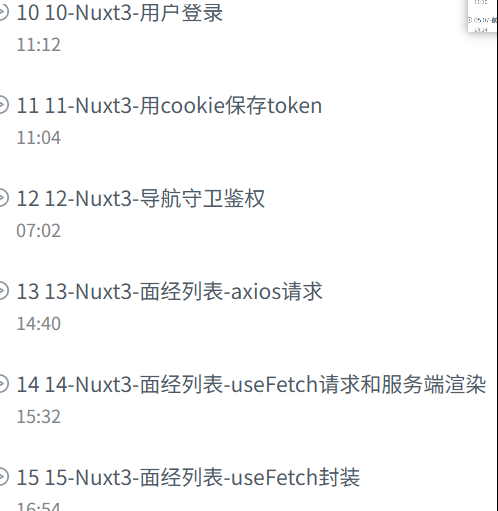 10 10-Nuxt3-用户登录
11:12
11 11-Nuxt3-用cookie保存token
11:04
12 12-Nuxt3-导航守卫鉴权
07:02
13 13-Nuxt3-面经列表-axios请求
14:40
14 14-Nuxt3-面经列表-useFetch请求和服务端渲染
15:32
15 15-Nuxt3-面经列表-useFetch封装
16:54